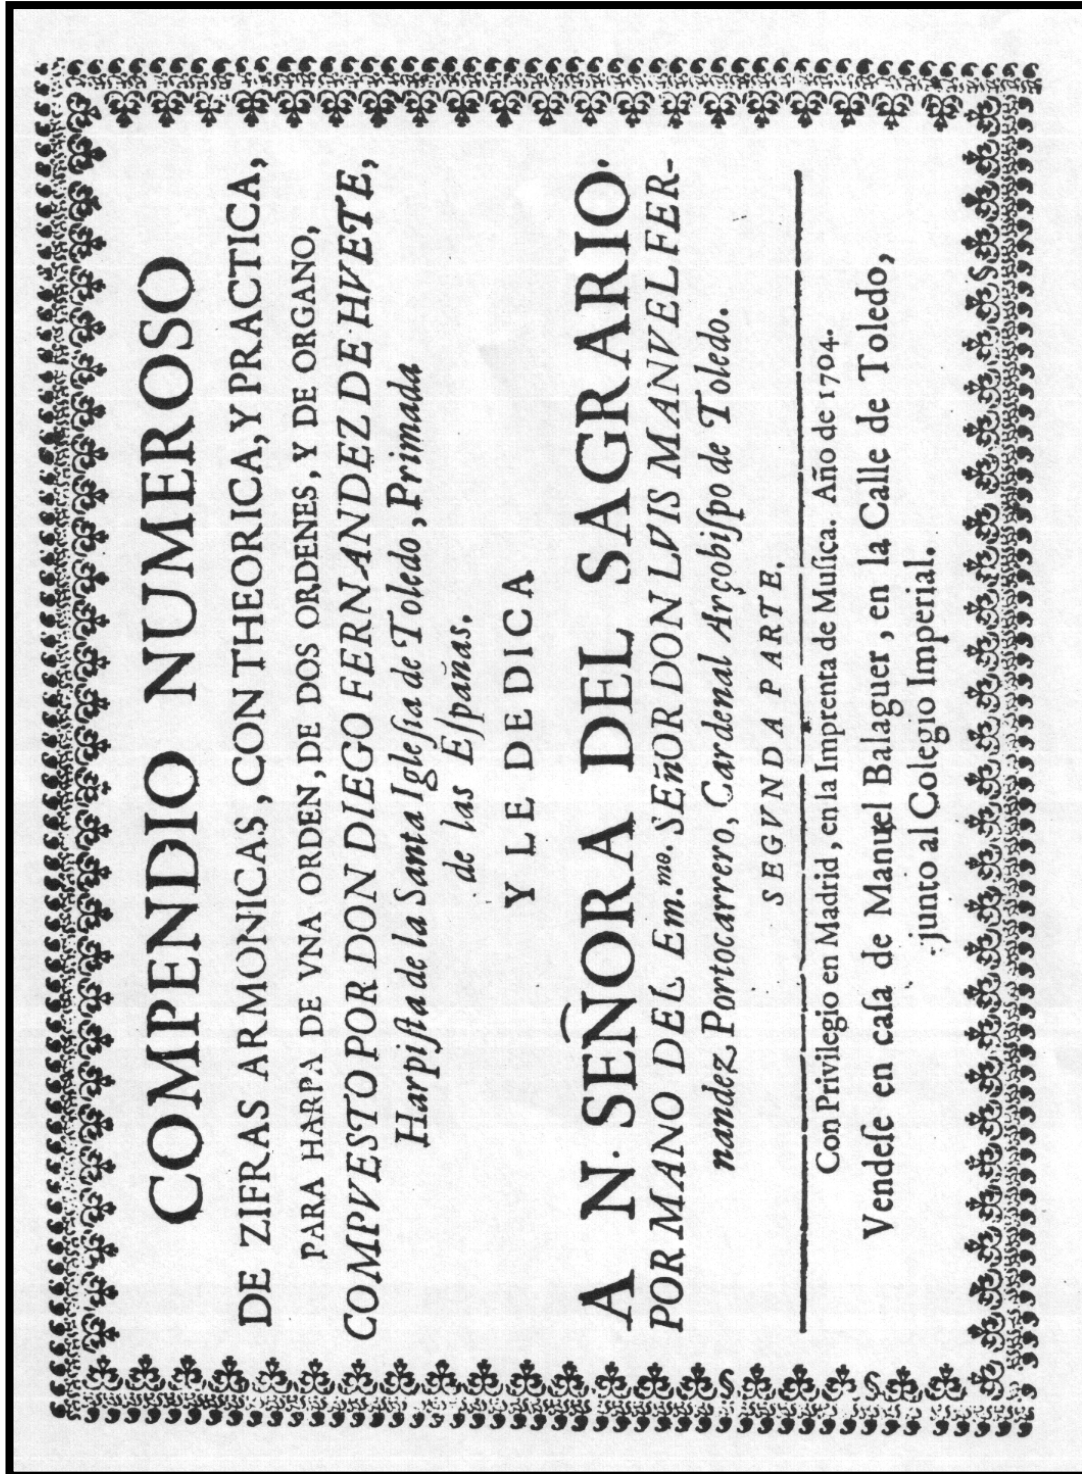 COMPENDIO NUMEROSO
DE ZIFRAS ARMONICAS, CON THEORICA, Y PRACTICA,
PARA HARPA DE VNA ORDEN, DE DOS ORDENES, Y DE ORGANO,
COMPVESTO POR DON DIEGO FERNANDEZ DE HVETE,
Harpiſta de la Santa Igleſia de Toledo, Primada
de las Eſpañas.
Y LE DEDICA
A N. SEÑORA DEL SAGRARIO.
POR MANO DEL Em.mo. SEÑOR DON LVIS MANVEL FER-
nandez Portocarrero, Cardenal Arçobiſpo de Toledo.
SEGVNDA PARTE.
Con Privilegio en Madrid, en la Imprenta de Muſica. Año de 1704.
Vendeſe en caſa de Manuel Balaguer, en la Calle de Toledo,
junto al Colegio Imperial.